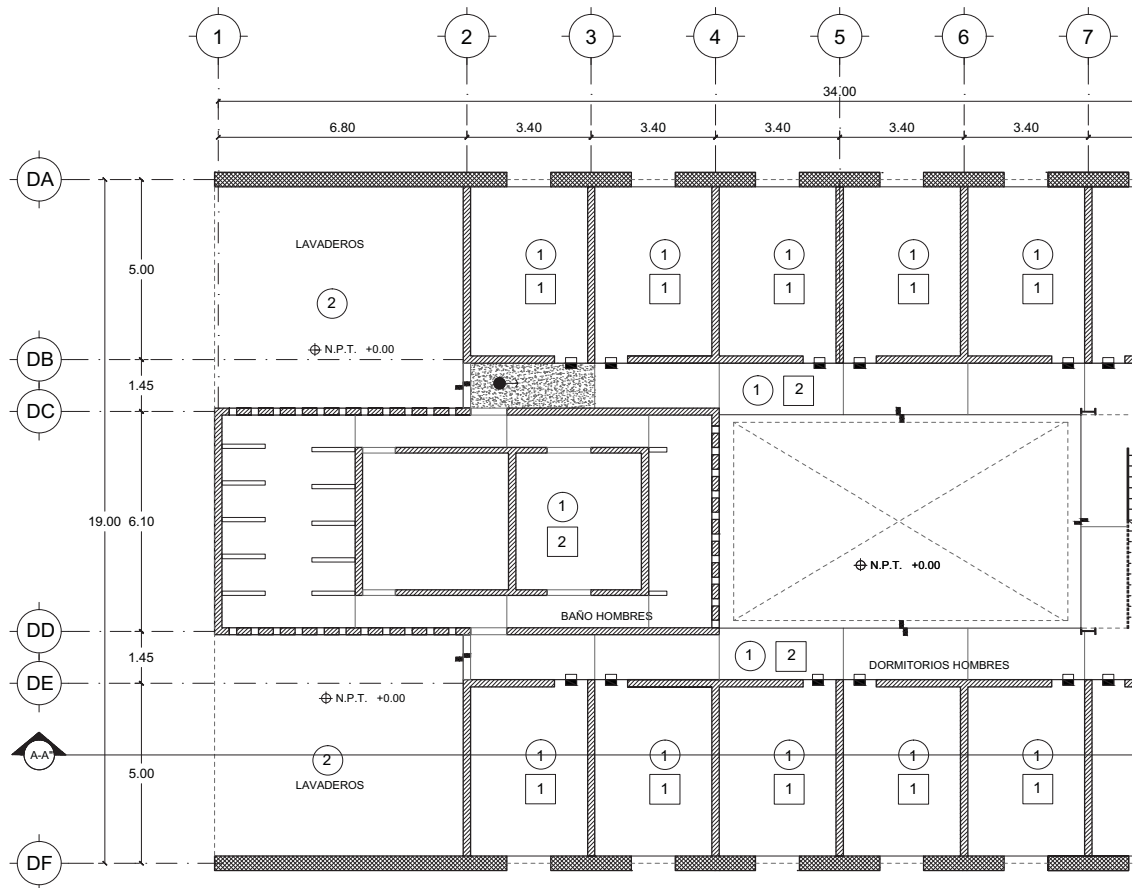 1 2 3 4 5 6 7
34.00
6.80 3.40 3.40 3.40 3.40 3.40
DA
LAVADEROS
5.00
1 1 1 1 1
1 1 1 1 1
2
N.P.T. +0.00
DB
1.45
1 2
DC
19.00 6.10
1
2
N.P.T. +0.00
BAÑO HOMBRES
DD
1.45
1 2
DORMITORIOS HOMBRES
DE
N.P.T. +0.00
A-A"
1 1 1 1 1
2
5.00
LAVADEROS
1 1 1 1 1
DF